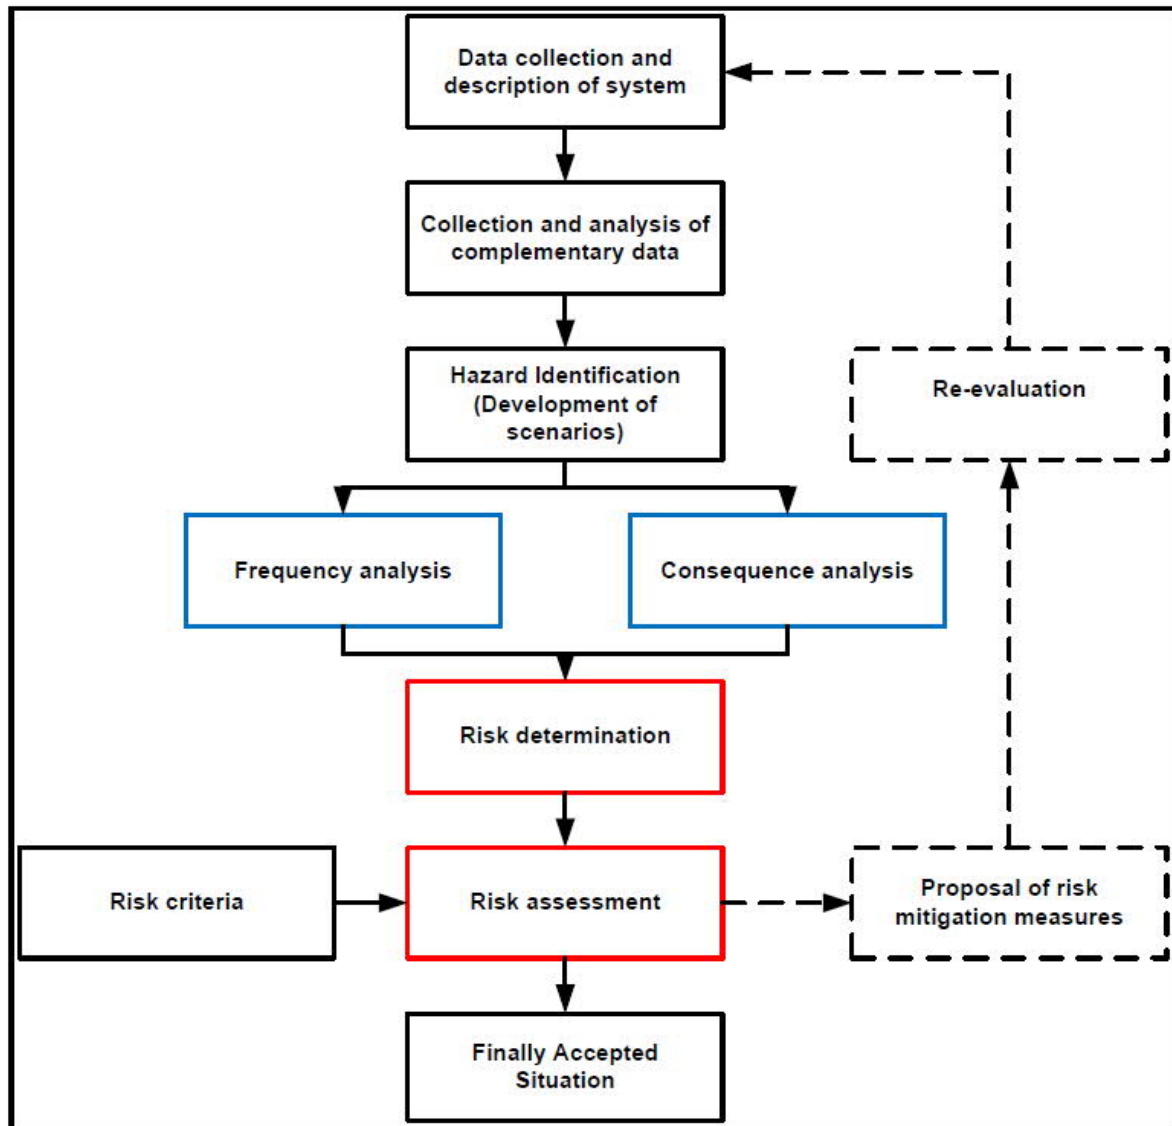 Data collection and
description of system
Collection and analysis of
complementary data
Hazard Identification
(Development of
scenarios)
Re-evaluation
Frequency analysis
Consequence analysis
Risk determination
Risk criteria
Risk assessment
Proposal of risk
mitigation measures
Finally Accepted
Situation